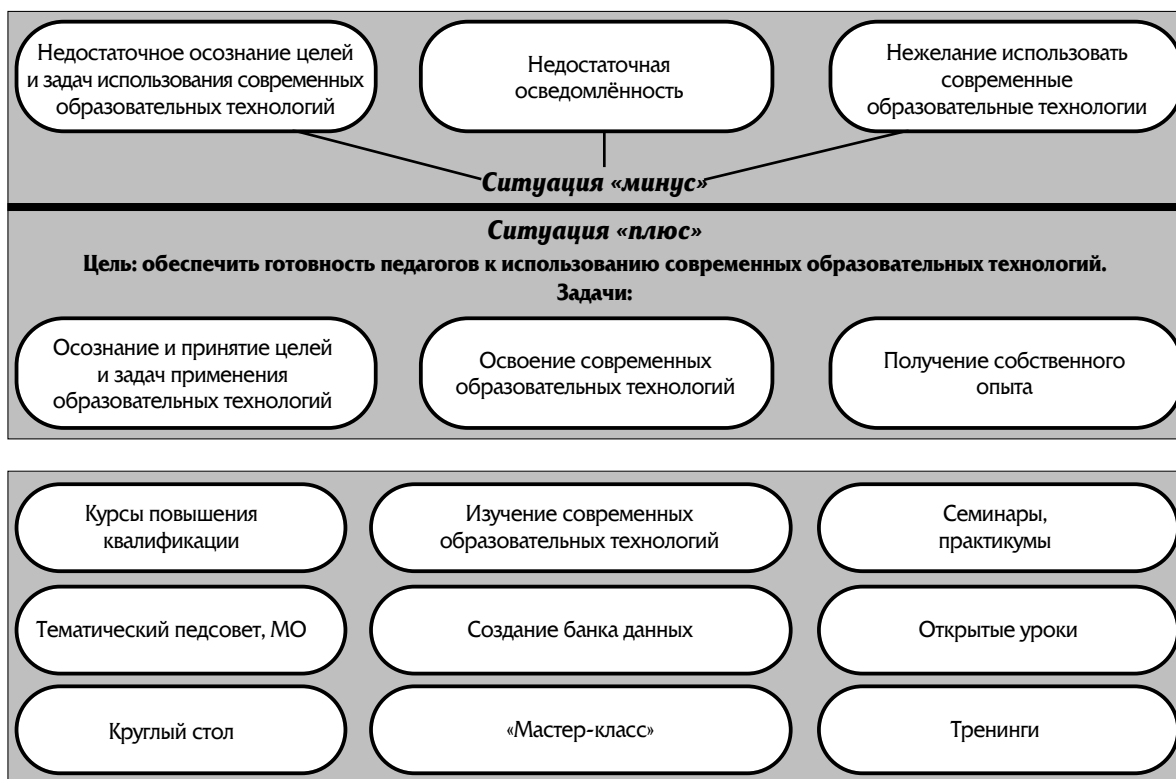 Недостаточное осознание целей
и задач использования современных
образовательных технологий
Недостаточная
осведомлённость
Нежелание использовать
современные
образовательные технологии
Ситуация «минус»
Ситуация «плюс»
Цель: обеспечить готовность педагогов к использованию современных образовательных технологий.
Задачи:
Осознание и принятие целей
и задач применения
образовательных технологий
Освоение современных
образовательных технологий
Получение собственного
опыта
Курсы повышения
квалификации
Изучение современных
образовательных технологий
Семинары,
практикумы
Тематический педсовет, МО
Создание банка данных
Открытые уроки
Круглый стол
«Мастер-класс»
Тренинги